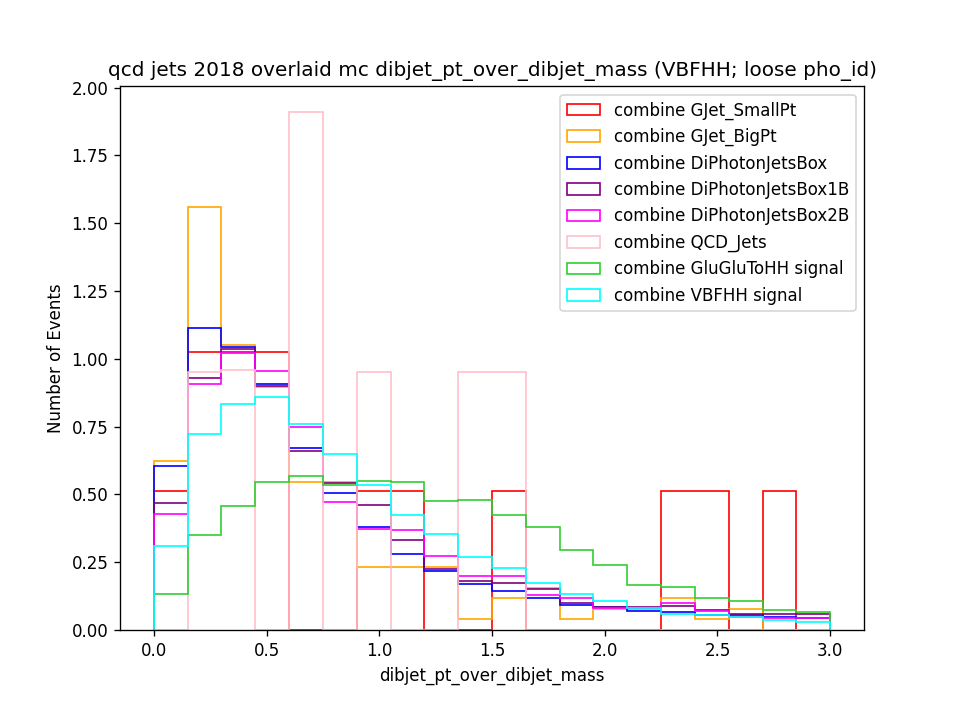 qcd jets 2018 overlaid mc dibjet_pt_over_dibjet_mass (VBFHH; loose pho_id)
2.00
1.75
1.50
1.25
1.00
0.75
0.50
0.25
0.00
Number of Events
combine GJet_SmallPt
combine GJet_BigPt
combine DiPhotonJetsBox
combine DiPhotonJetsBox1B
combine DiPhotonJetsBox2B
combine QCD_Jets
combine GluGluToHH signal
combine VBFHH signal
0.0 0.5 1.0 1.5 2.0 2.5 3.0
dibjet_pt_over_dibjet_mass